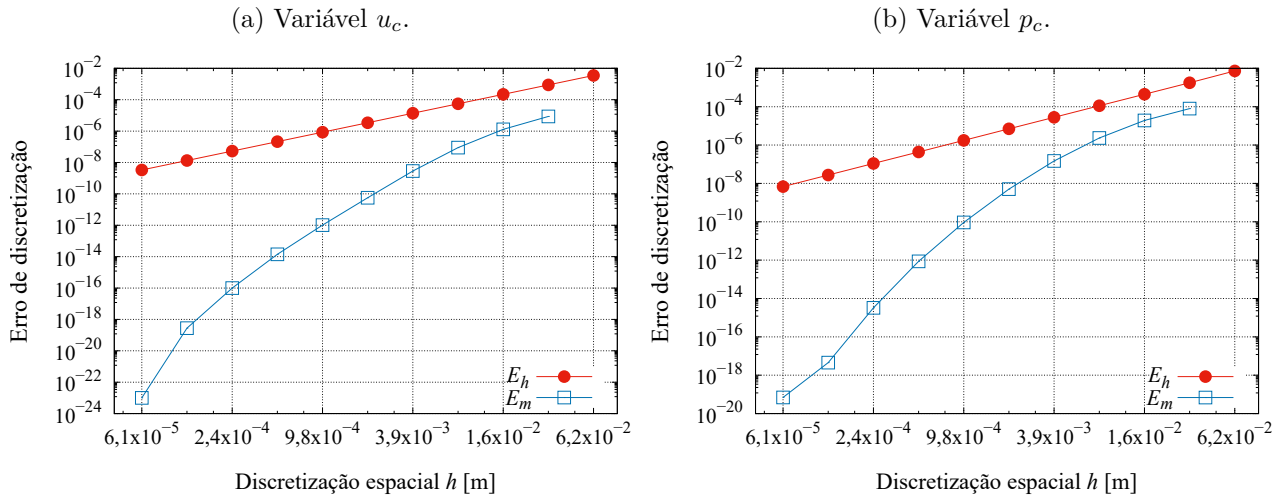 (a) Variável u_c.
10^−2
10^−4
10^−6
10^−8
10^−10
10^−12
10^−14
10^−16
10^−18
10^−20
10^−22
10^−24
Erro de discretização
E_h
E_m
6,1x10^−5 2,4x10^−4 9,8x10^−4 3,9x10^−3 1,6x10^−2 6,2x10^−2
Discretização espacial h [m]
(b) Variável p_c.
10^−2
10^−4
10^−6
10^−8
10^−10
10^−12
10^−14
10^−16
10^−18
10^−20
Erro de discretização
E_h
E_m
6,1x10^−5 2,4x10^−4 9,8x10^−4 3,9x10^−3 1,6x10^−2 6,2x10^−2
Discretização espacial h [m]